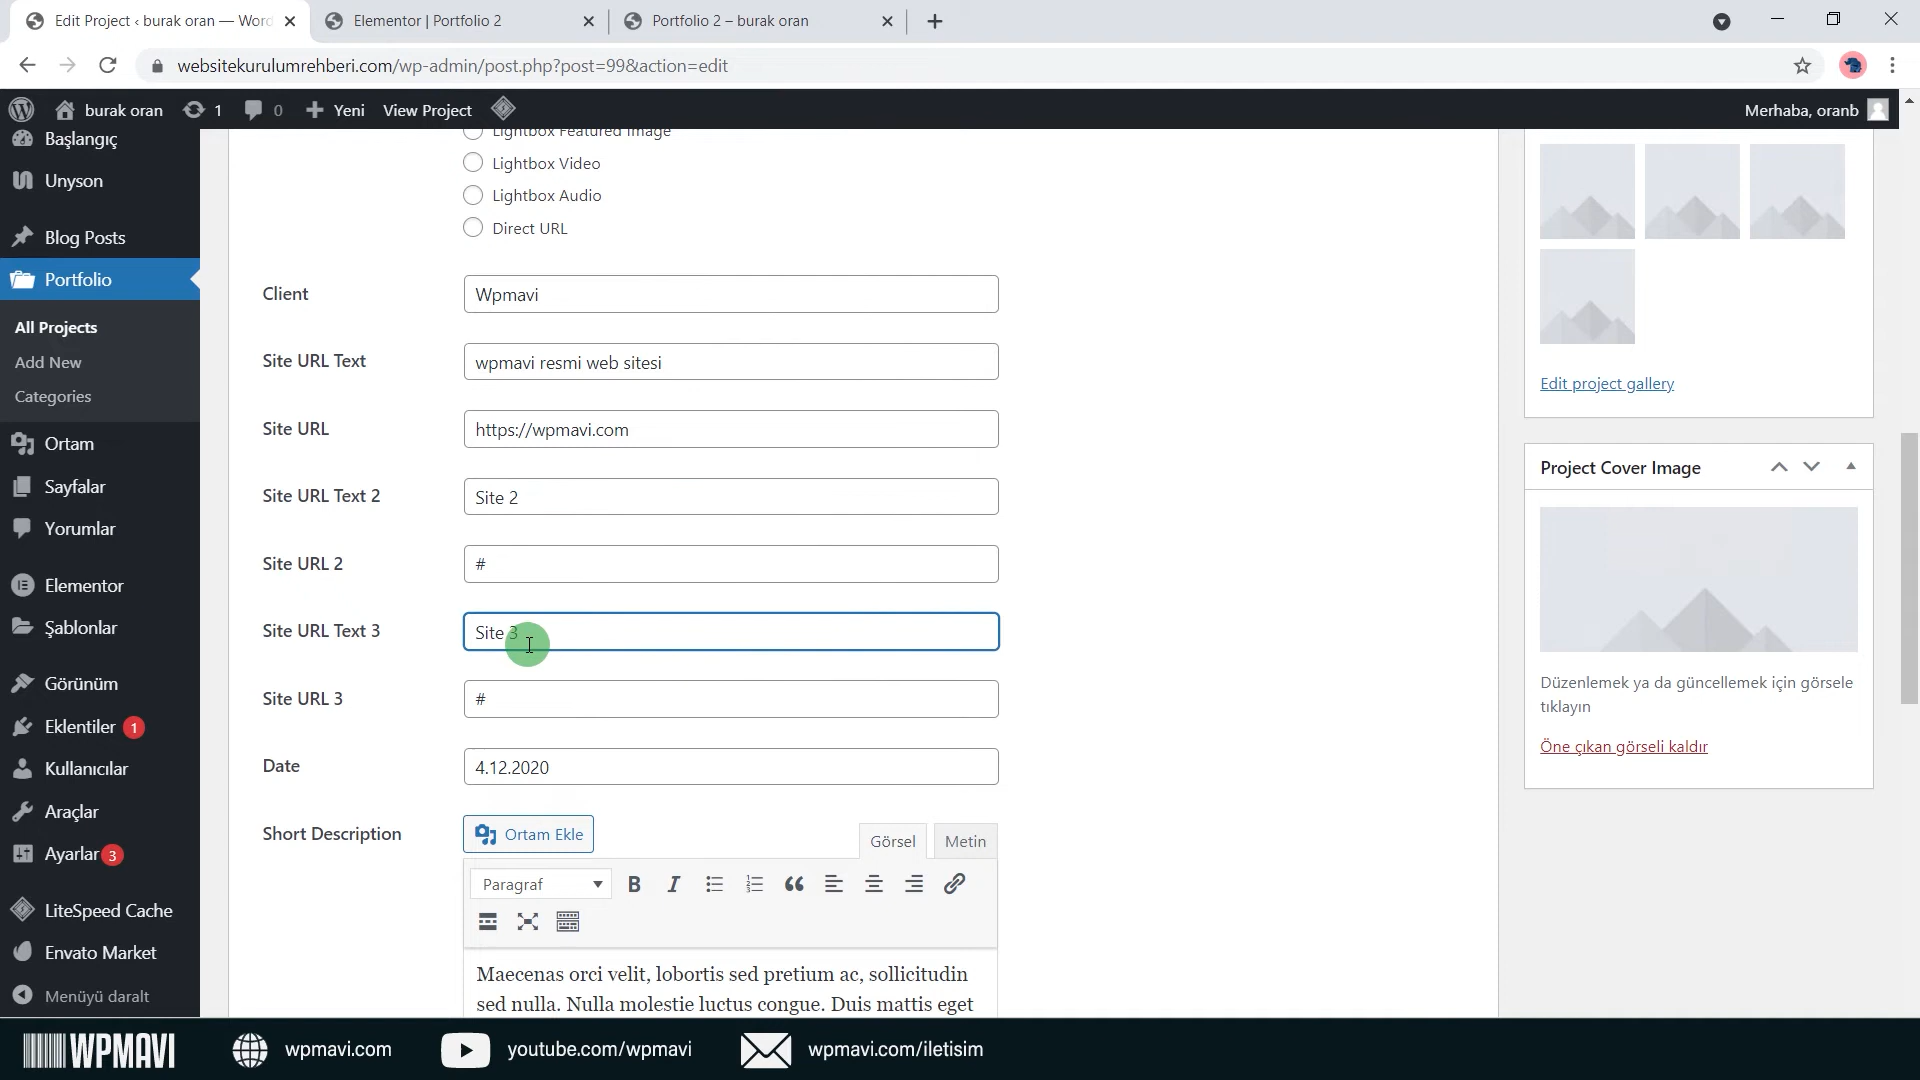 Edit Project ‹ burak oran — Word
Elementor | Portfolio 2
Portfolio 2 – burak oran
websitekurulumrehberi.com/wp-admin/post.php?post=99&action=edit
burak oran
1
0
Yeni
View Project
Merhaba, oranb
Başlangıç
Unyson
Blog Posts
Portfolio
All Projects
Add New
Categories
Ortam
Sayfalar
Yorumlar
Elementor
Şablonlar
Görünüm
Eklentiler 1
Kullanıcılar
Araçlar
Ayarlar 3
LiteSpeed Cache
Envato Market
Menüyü daralt
Lightbox Featured Image
Lightbox Video
Lightbox Audio
Direct URL
Client
Wpmavi
Site URL Text
wpmavi resmi web sitesi
Site URL
https://wpmavi.com
Site URL Text 2
Site 2
Site URL 2
#
Site URL Text 3
Site 3
Site URL 3
#
Date
4.12.2020
Short Description
Ortam Ekle
Görsel
Metin
Paragraf
Maecenas orci velit, lobortis sed pretium ac, sollicitudin
sed nulla. Nulla molestie luctus congue. Duis mattis eget
Edit project gallery
Project Cover Image
Düzenlemek ya da güncellemek için görsele
tıklayın
Öne çıkan görseli kaldır
WPMAVI
wpmavi.com
youtube.com/wpmavi
wpmavi.com/iletisim